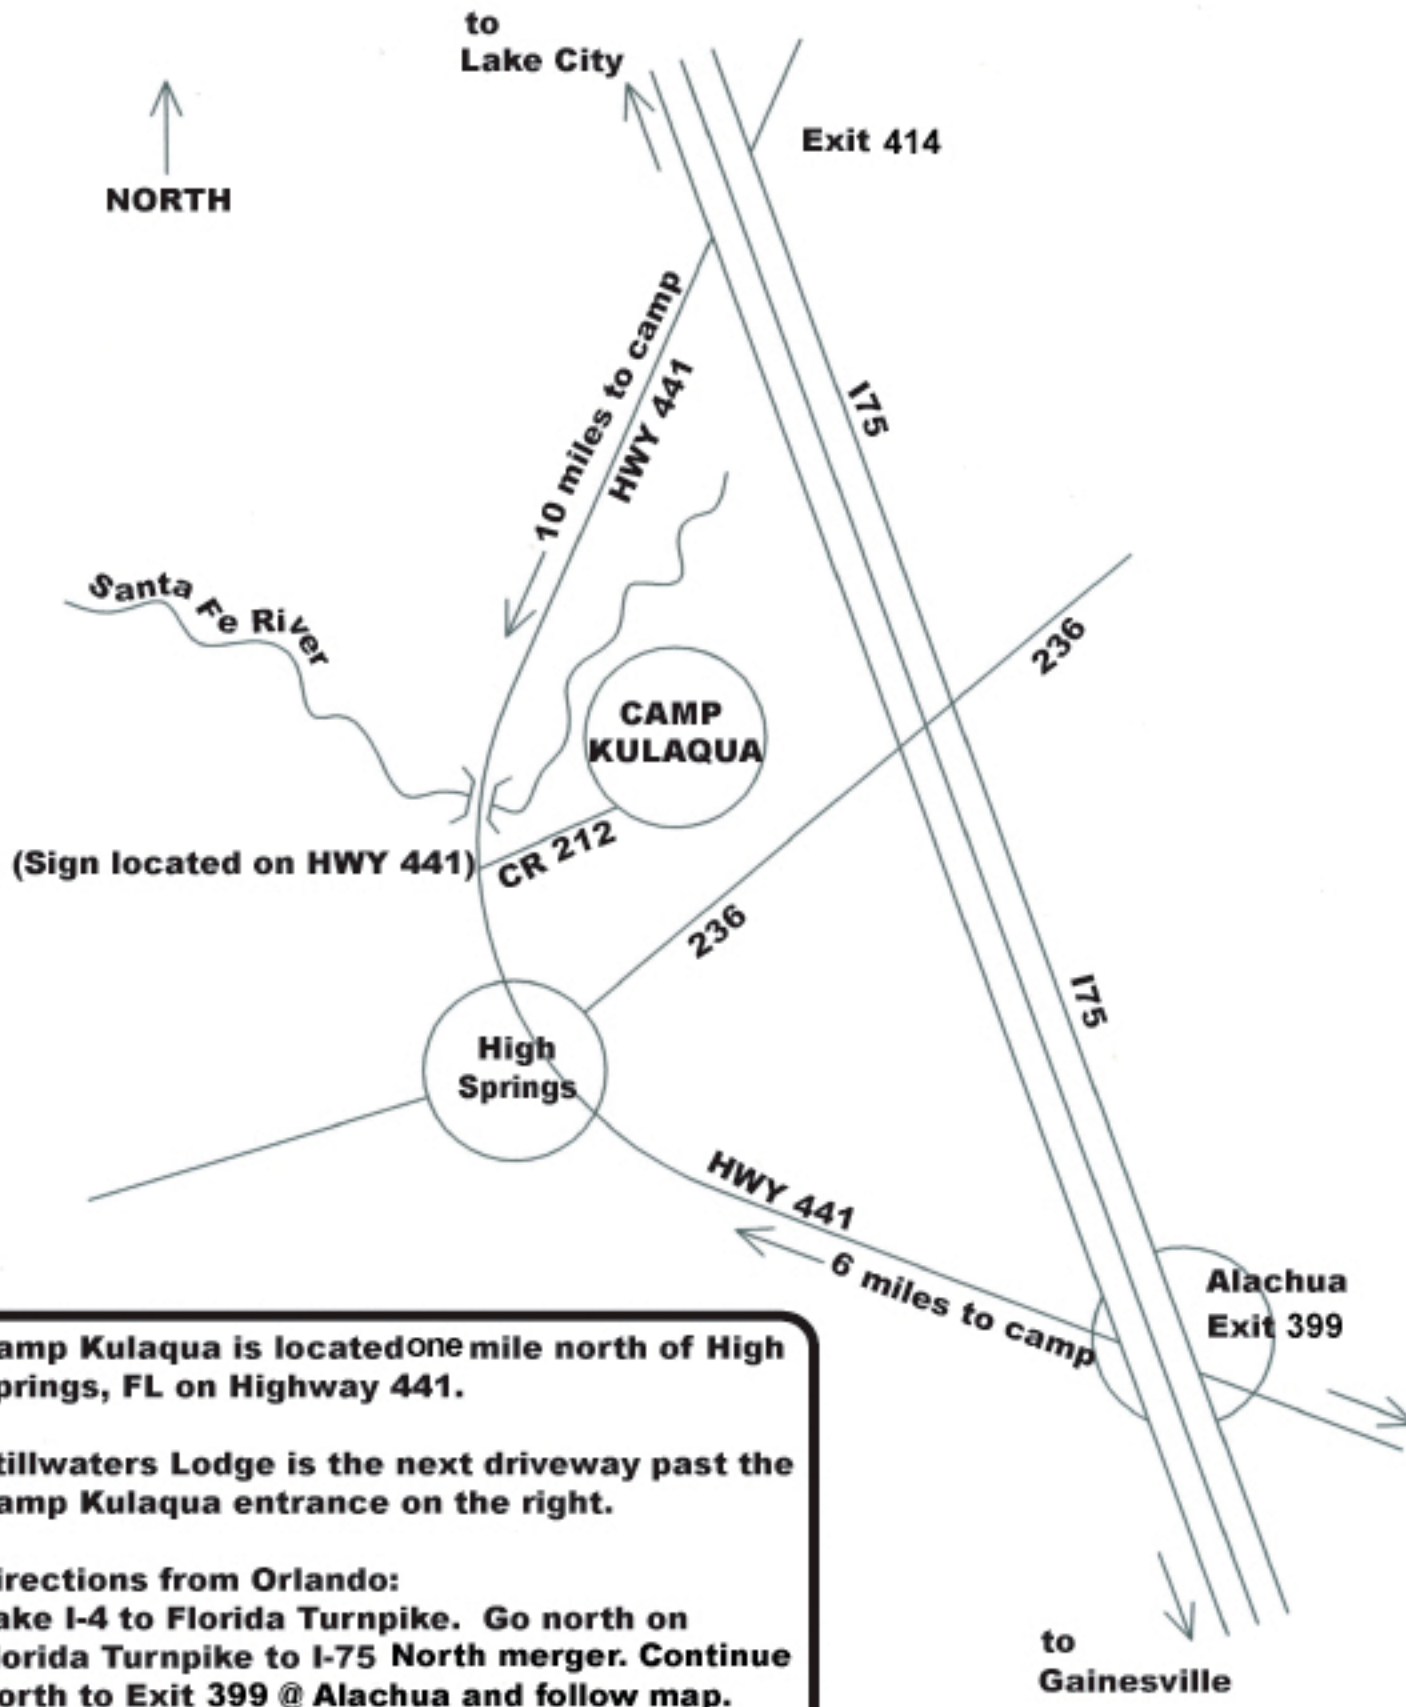 to
Lake City
Exit 414
NORTH
10 miles to camp
HWY 441
I75
Santa Fe River
236
CAMP
KULAQUA
(Sign located on HWY 441)
CR 212
236
I75
High
Springs
HWY 441
6 miles to camp
Alachua
Exit 399
amp Kulaqua is located one mile north of High
prings, FL on Highway 441.
tillwaters Lodge is the next driveway past the
amp Kulaqua entrance on the right.
irections from Orlando:
ake I-4 to Florida Turnpike. Go north on
lorida Turnpike to I-75 North merger. Continue
orth to Exit 399 @ Alachua and follow map.
to
Gainesville